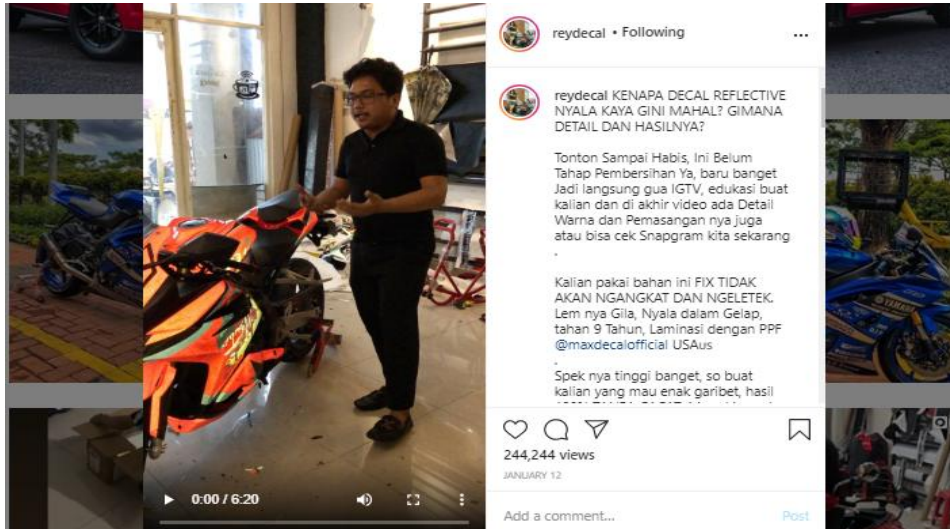 reydecal • Following
reydecal KENAPA DECAL REFLECTIVE
NYALA KAYA GINI MAHAL? GIMANA
DETAIL DAN HASILNYA?
Tonton Sampai Habis, Ini Belum
Tahap Pembersihan Ya, baru banget
Jadi langsung gua IGTV, edukasi buat
kalian dan di akhir video ada Detail
Warna dan Pemasangan nya juga
atau bisa cek Snapgram kita sekarang
.
Kalian pakai bahan ini FIX TIDAK
AKAN NGANGKAT DAN NGELETEK.
Lem nya Gila, Nyala dalam Gelap,
tahan 9 Tahun, Laminasi dengan PPF
@maxdecalofficial USAus
.
Spek nya tinggi banget, so buat
kalian yang mau enak garibet, hasil
244,244 views
JANUARY 12
Add a comment...
Post
0:00 / 6:20
YAMAHA